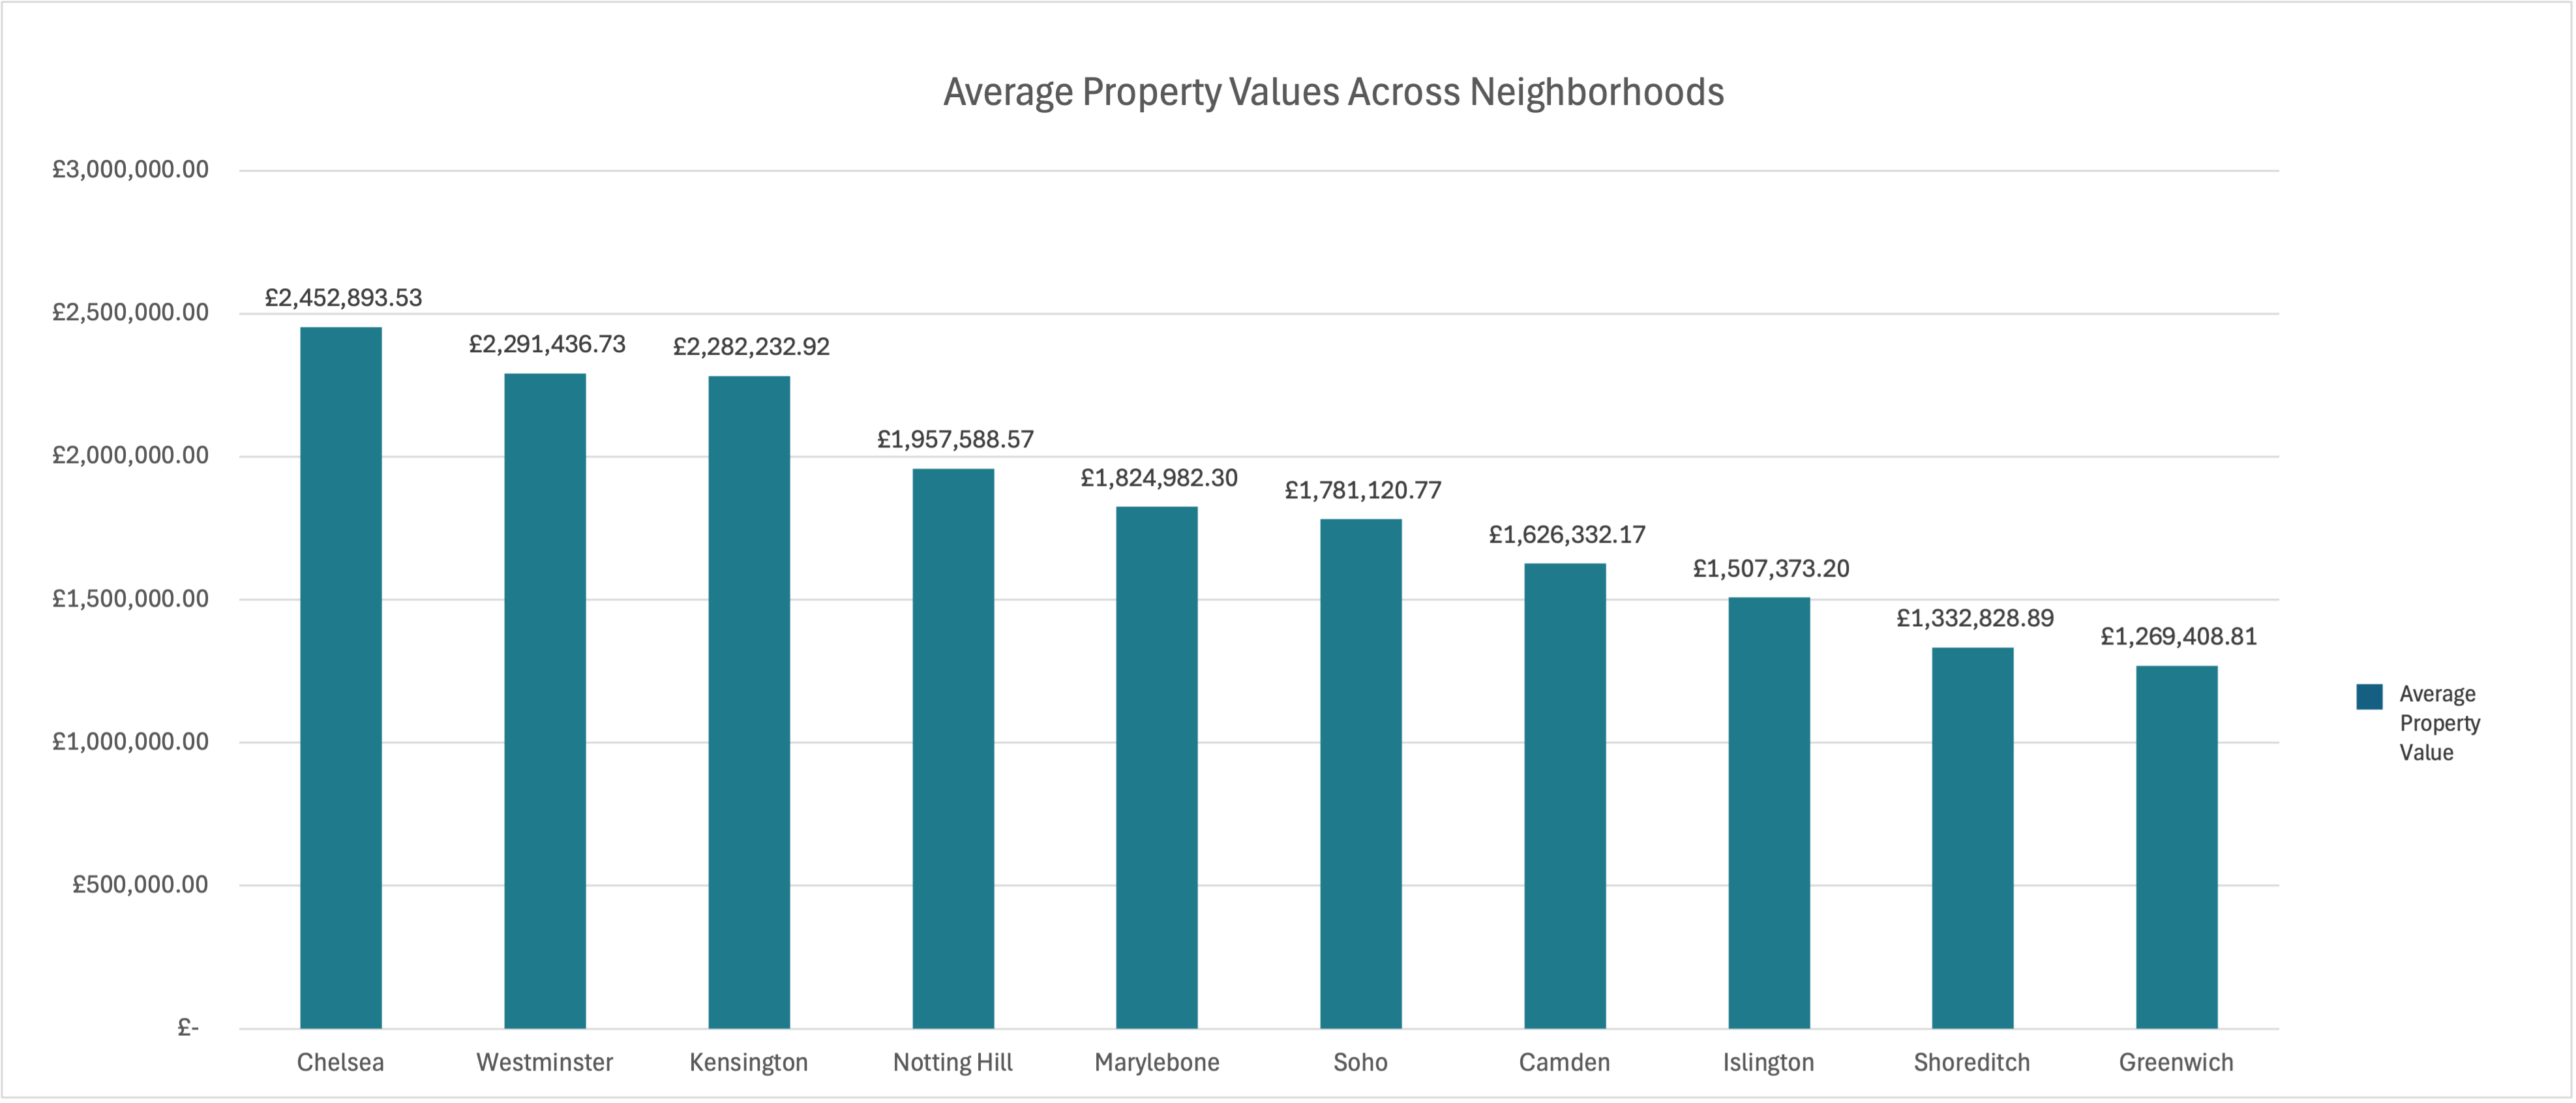 Average Property Values Across Neighborhoods
£3,000,000.00
£2,500,000.00
£2,000,000.00
£1,500,000.00
£1,000,000.00
£500,000.00
£-
£2,452,893.53
£2,291,436.73
£2,282,232.92
£1,957,588.57
£1,824,982.30
£1,781,120.77
£1,626,332.17
£1,507,373.20
£1,332,828.89
£1,269,408.81
Chelsea
Westminster
Kensington
Notting Hill
Marylebone
Soho
Camden
Islington
Shoreditch
Greenwich
Average
Property
Value